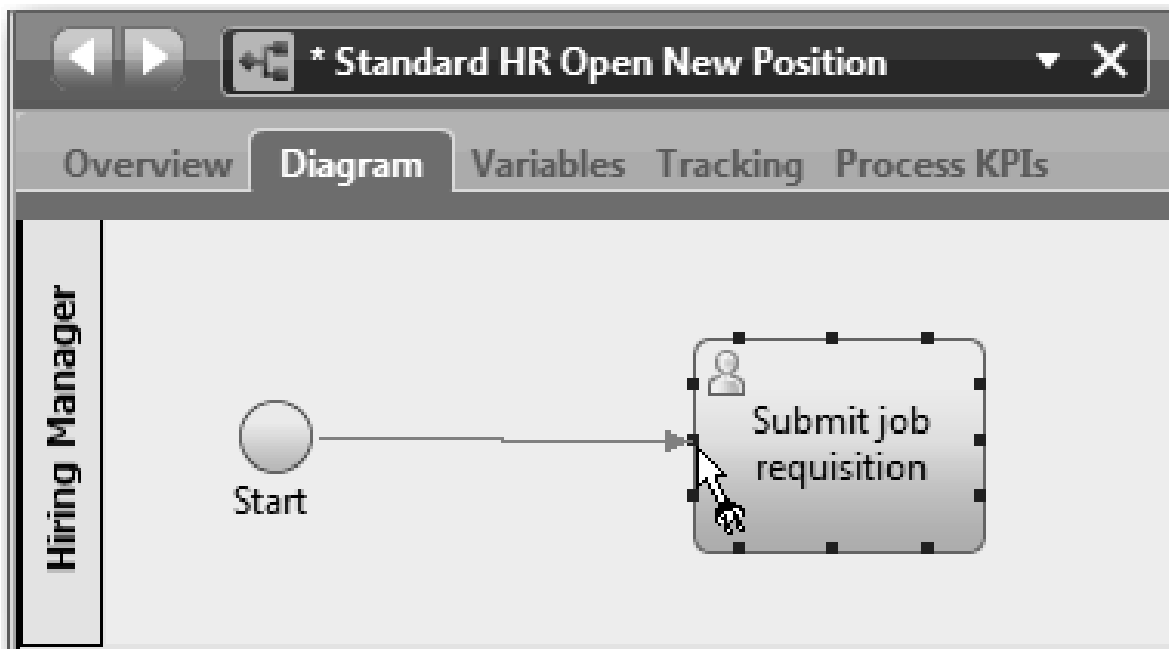 * Standard HR Open New Position
Overview Diagram Variables Tracking Process KPIs
Hiring Manager
Submit job
requisition
Start